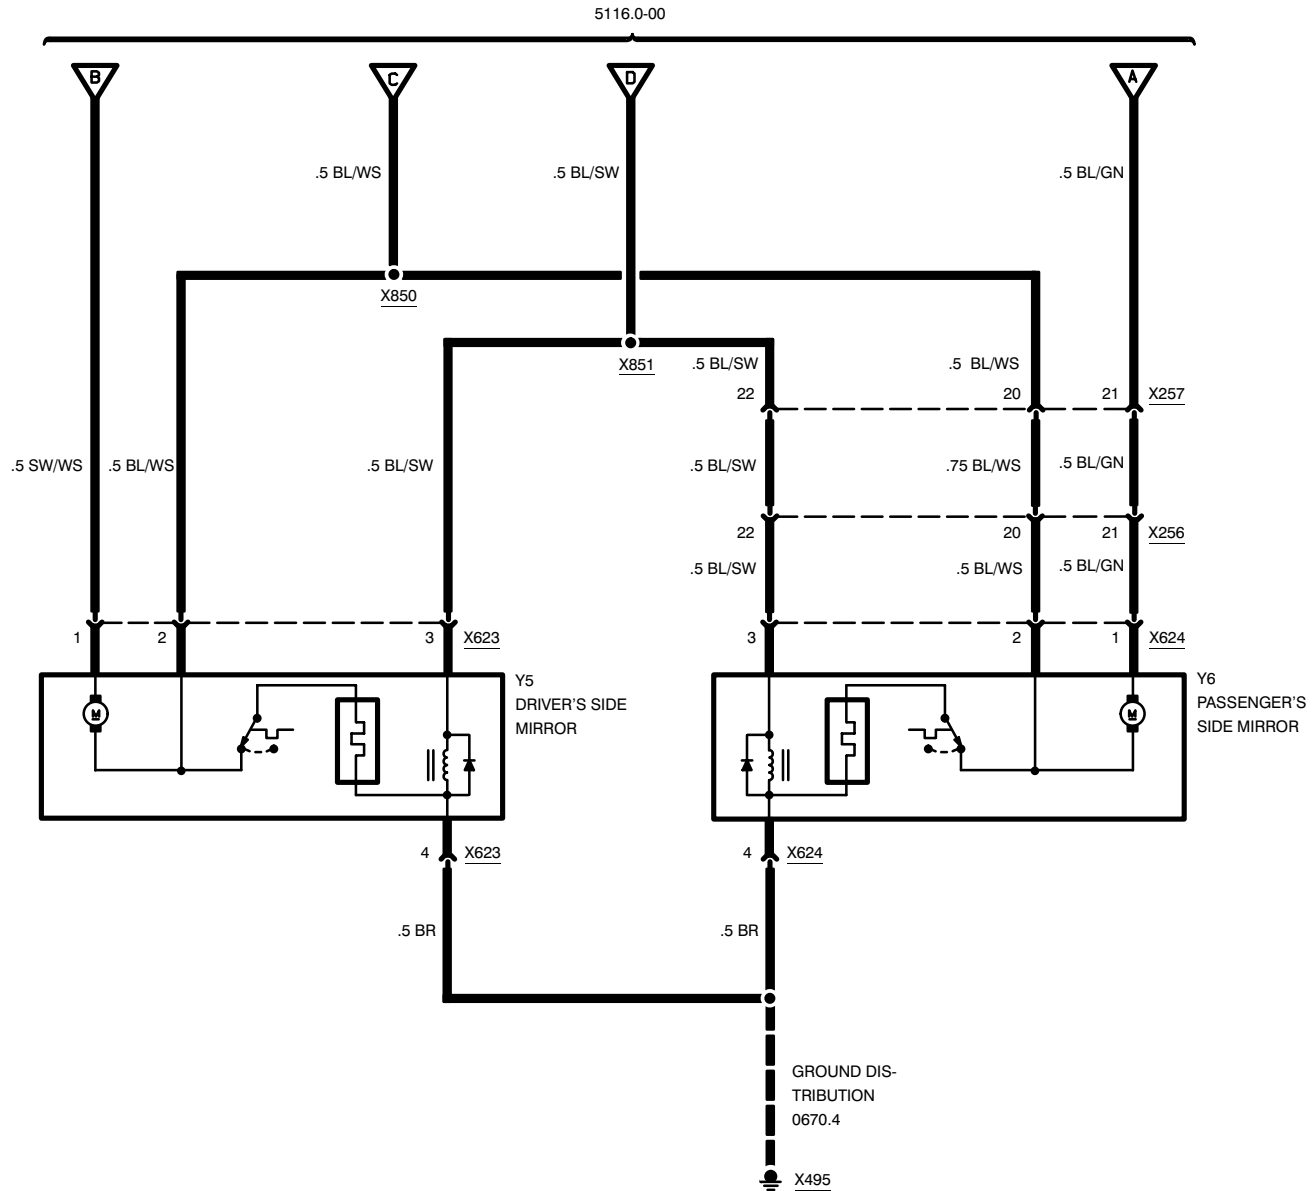 5116.0-00
B
C
D
A
.5 BL/WS
.5 BL/SW
.5 BL/GN
X850
X851
.5 BL/SW
.5 BL/WS
22
20
21
X257
.5 SW/WS
.5 BL/WS
.5 BL/SW
.5 BL/SW
.75 BL/WS
.5 BL/GN
22
20
21
X256
.5 BL/SW
.5 BL/WS
.5 BL/GN
1
2
3
X623
3
2
1
X624
Y5
DRIVER'S SIDE
MIRROR
Y6
PASSENGER'S
SIDE MIRROR
M
M
4
X623
4
X624
.5 BR
.5 BR
GROUND DIS-
TRIBUTION
0670.4
X495